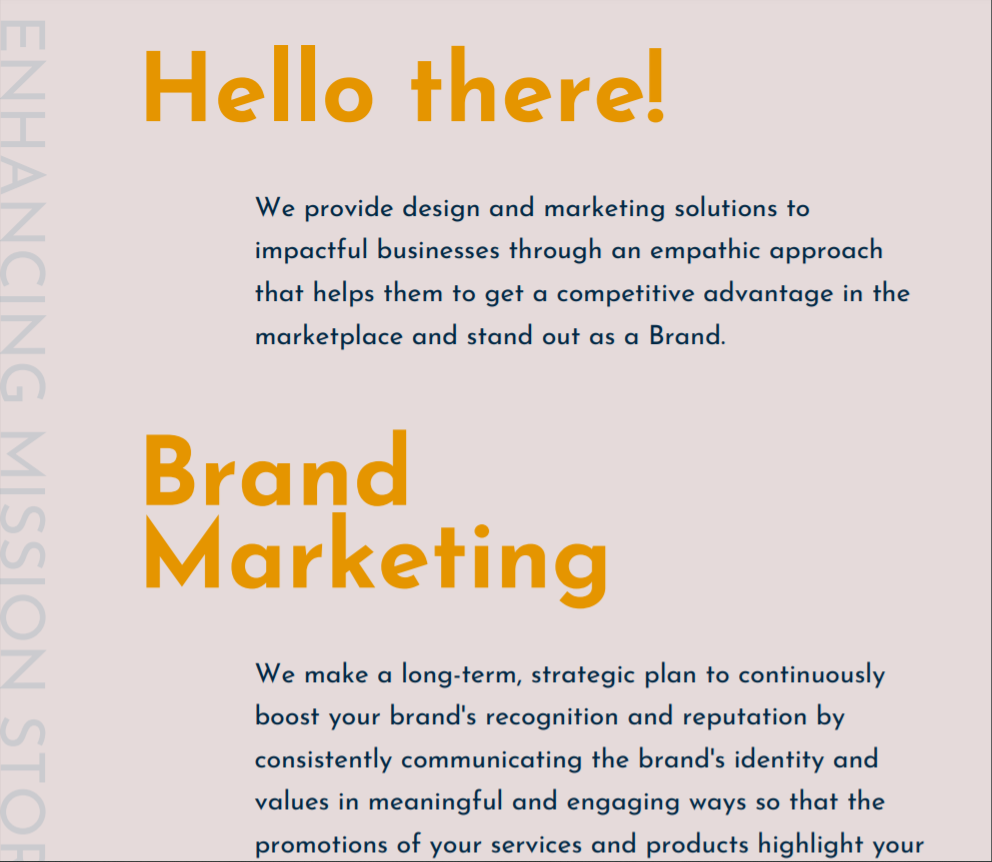 ENHANCING MISSION STOR
Hello there!
We provide design and marketing solutions to
impactful businesses through an empathic approach
that helps them to get a competitive advantage in the
marketplace and stand out as a Brand.
Brand
Marketing
We make a long-term, strategic plan to continuously
boost your brand's recognition and reputation by
consistently communicating the brand's identity and
values in meaningful and engaging ways so that the
promotions of your services and products highlight your